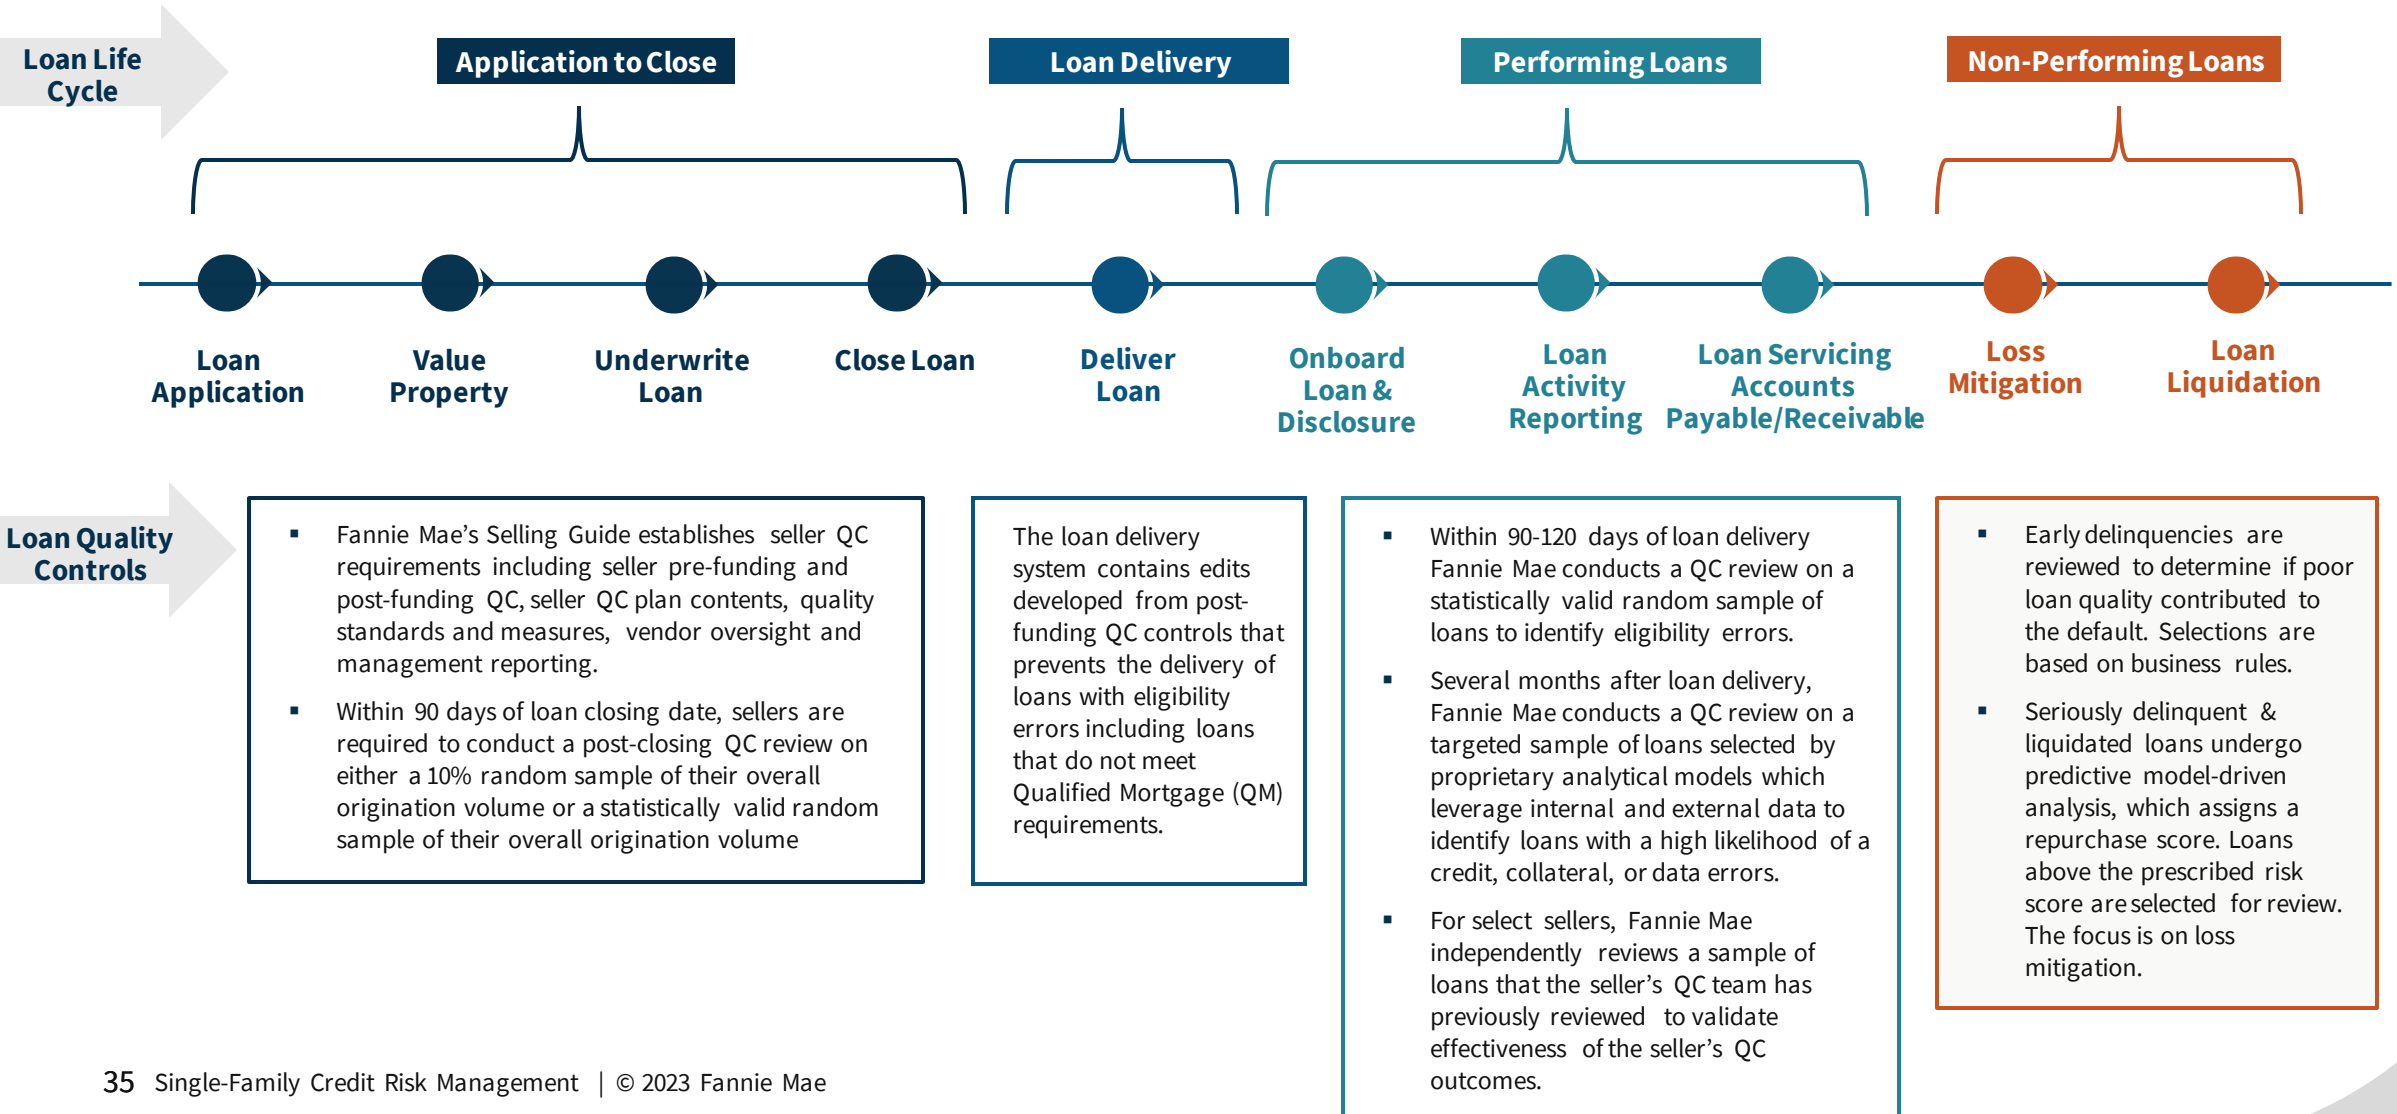 Loan Life
Cycle
Application to Close
Loan Delivery
Performing Loans
Non-Performing Loans
Loan
Application
Value
Property
Underwrite
Loan
Close Loan
Deliver
Loan
Onboard
Loan &
Disclosure
Loan
Activity
Reporting
Loan Servicing
Accounts
Payable/Receivable
Loss
Mitigation
Loan
Liquidation
Loan Quality
Controls
▪ Fannie Mae’s Selling Guide establishes seller QC
requirements including seller pre-funding and
post-funding QC, seller QC plan contents, quality
standards and measures, vendor oversight and
management reporting.
▪ Within 90 days of loan closing date, sellers are
required to conduct a post-closing QC review on
either a 10% random sample of their overall
origination volume or a statistically valid random
sample of their overall origination volume
The loan delivery
system contains edits
developed from post-
funding QC controls that
prevents the delivery of
loans with eligibility
errors including loans
that do not meet
Qualified Mortgage (QM)
requirements.
▪ Within 90-120 days of loan delivery
Fannie Mae conducts a QC review on a
statistically valid random sample of
loans to identify eligibility errors.
▪ Several months after loan delivery,
Fannie Mae conducts a QC review on a
targeted sample of loans selected by
proprietary analytical models which
leverage internal and external data to
identify loans with a high likelihood of a
credit, collateral, or data errors.
▪ For select sellers, Fannie Mae
independently reviews a sample of
loans that the seller’s QC team has
previously reviewed to validate
effectiveness of the seller’s QC
outcomes.
▪ Early delinquencies are
reviewed to determine if poor
loan quality contributed to
the default. Selections are
based on business rules.
▪ Seriously delinquent &
liquidated loans undergo
predictive model-driven
analysis, which assigns a
repurchase score. Loans
above the prescribed risk
score are selected for review.
The focus is on loss
mitigation.
35 Single-Family Credit Risk Management | © 2023 Fannie Mae